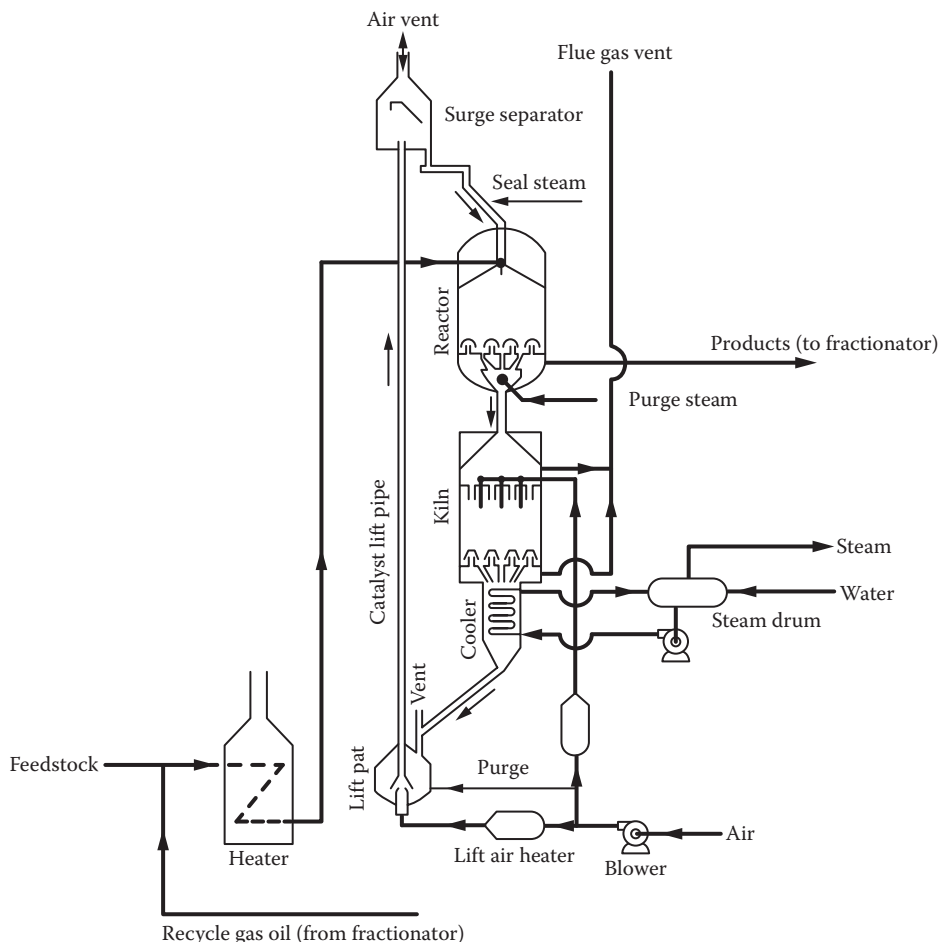 Air vent
Flue gas vent
Surge separator
Seal steam
Reactor
Products (to fractionator)
Purge steam
Catalyst lift pipe
Kiln
Steam
Water
Steam drum
Cooler
Vent
Feedstock
Lift pat
Purge
Air
Heater
Lift air heater
Blower
Recycle gas oil (from fractionator)